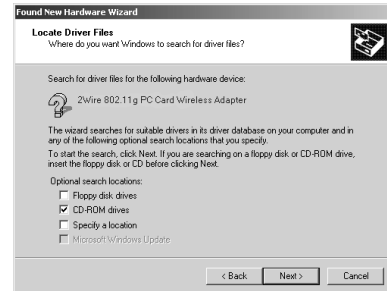 Found New Hardware Wizard
Locate Driver Files
Where do you want Windows to search for driver files?
Search for driver files for the following hardware device:
2Wire 802.11g PC Card Wireless Adapter
The wizard searches for suitable drivers in its driver database on your computer and in
any of the following optional search locations that you specify.
To start the search, click Next. If you are searching on a floppy disk or CD-ROM drive,
insert the floppy disk or CD before clicking Next.
Optional search locations:
Floppy disk drives
CD-ROM drives
Specify a location
Microsoft Windows Update
< Back
Next >
Cancel